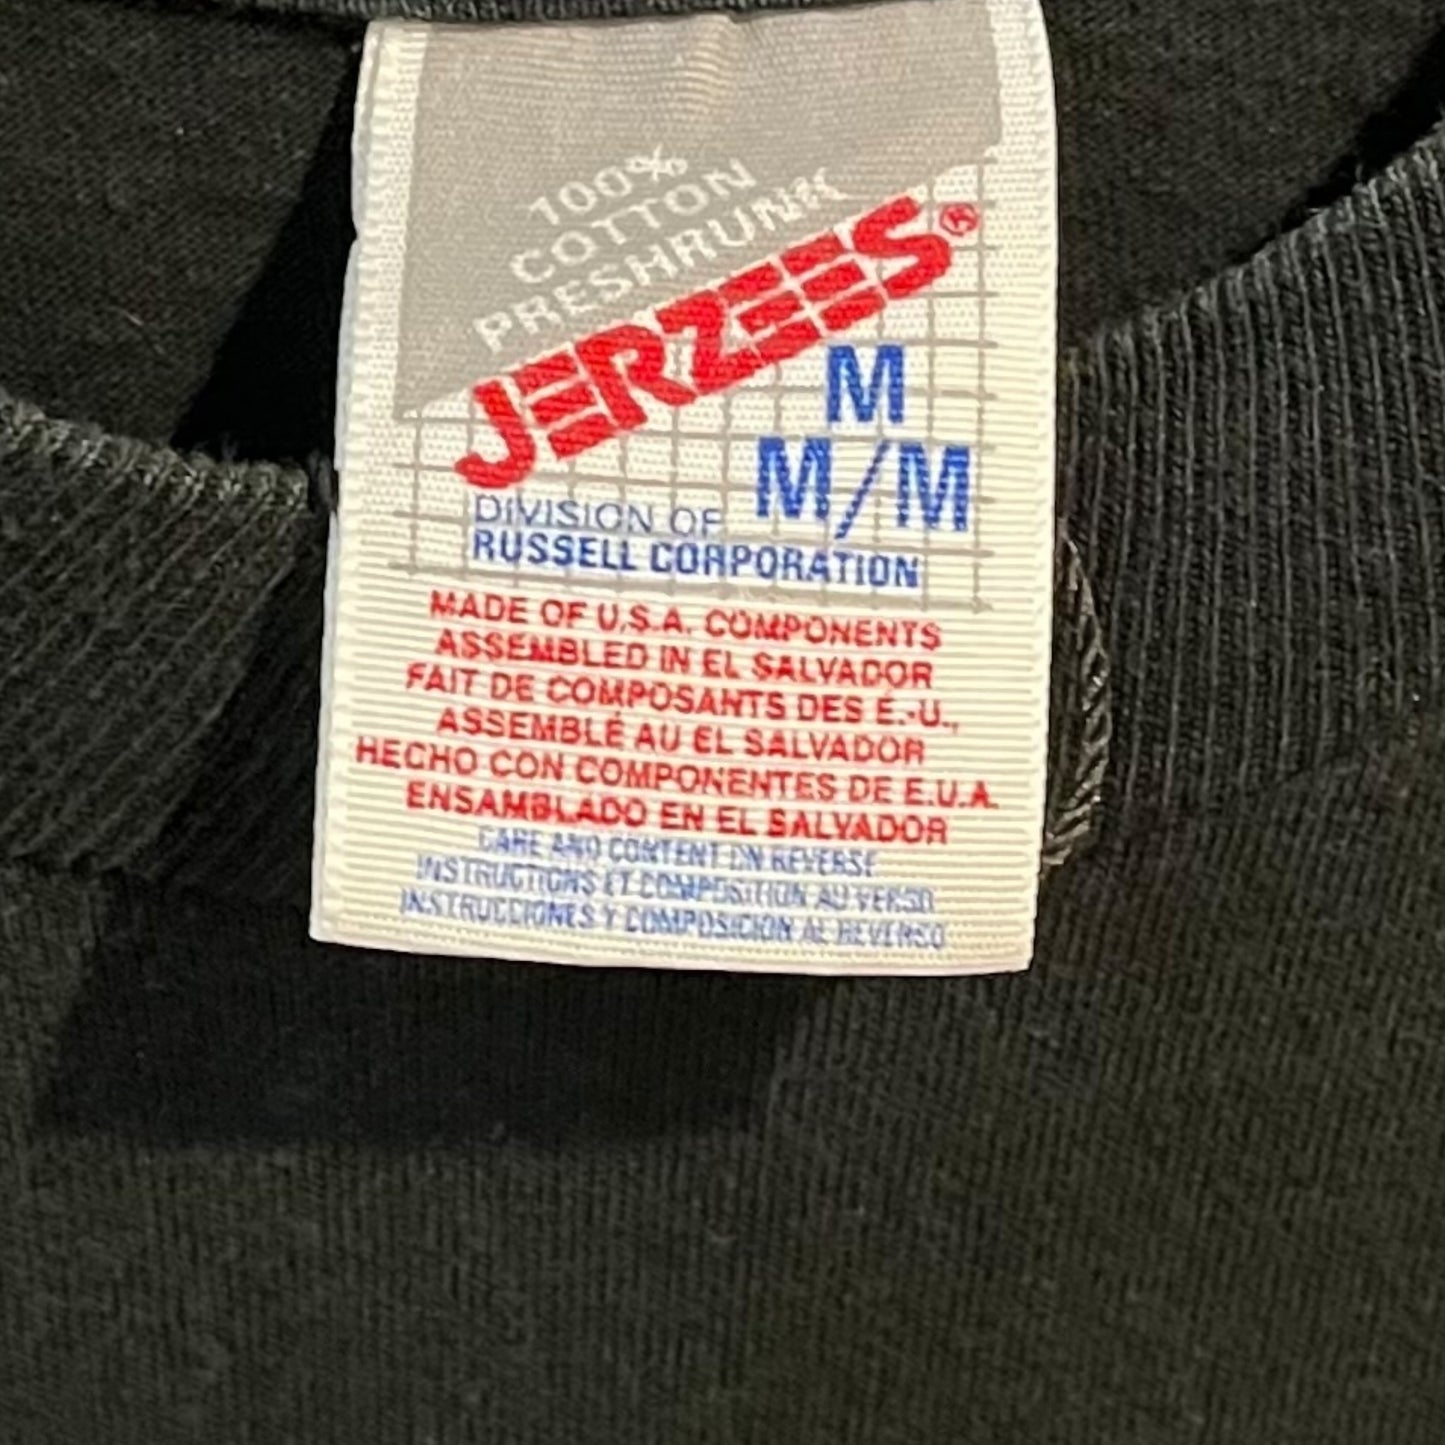 100%
COTTON
PRESHRUNK
JERZEES®
M
M/M
DIVISION OF
RUSSELL CORPORATION
MADE OF U.S.A. COMPONENTS
ASSEMBLED IN EL SALVADOR
FAIT DE COMPOSANTS DES É.-U.,
ASSEMBLÉ AU EL SALVADOR
HECHO CON COMPONENTES DE E.U.A.
ENSAMBLADO EN EL SALVADOR
CARE AND CONTENT ON REVERSE
INSTRUCTIONS ET COMPOSITION AU VERSO
INSTRUCCIONES Y COMPOSICION AL REVERSO